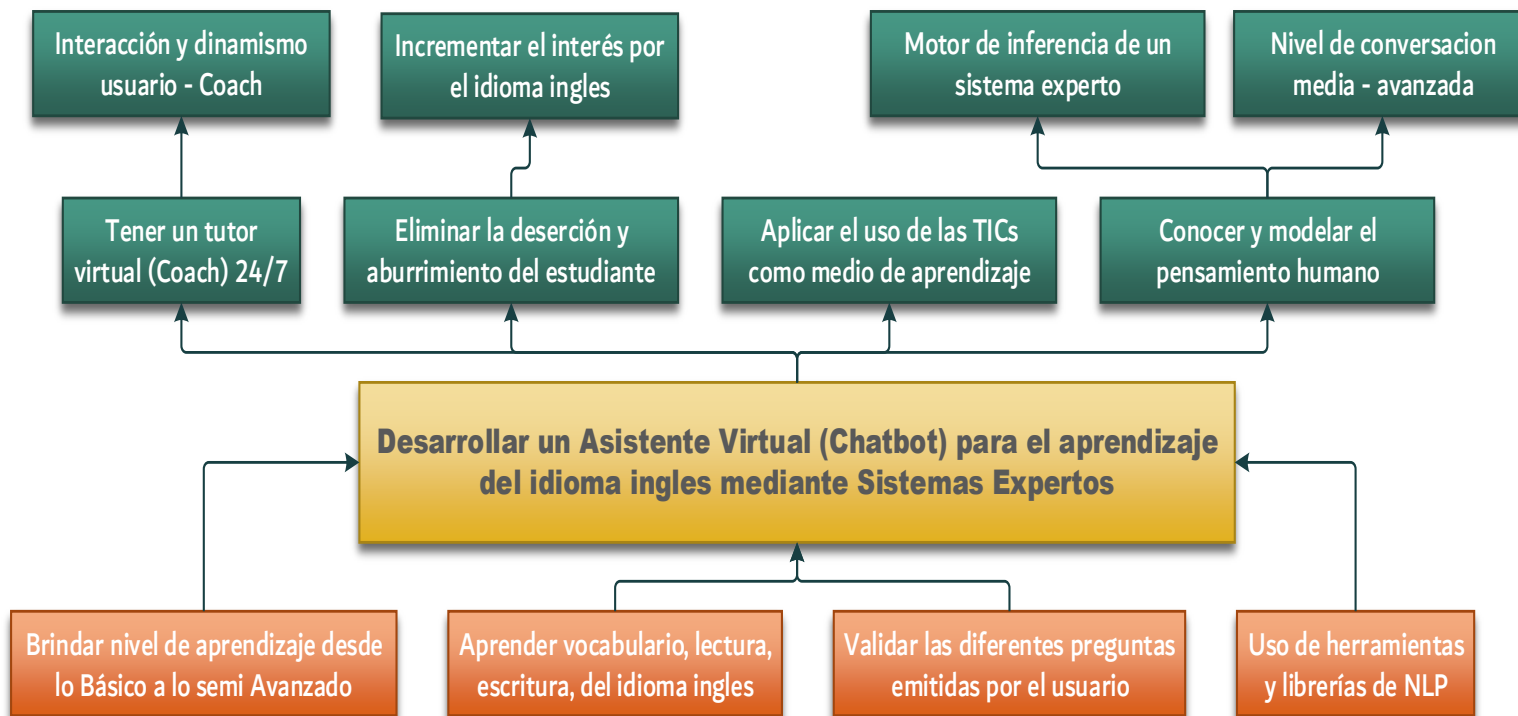 Interacción y dinamismo
usuario - Coach
Incrementar el interés por
el idioma ingles
Motor de inferencia de un
sistema experto
Nivel de conversacion
media - avanzada
Tener un tutor
virtual (Coach) 24/7
Eliminar la deserción y
aburrimiento del estudiante
Aplicar el uso de las TICs
como medio de aprendizaje
Conocer y modelar el
pensamiento humano
Desarrollar un Asistente Virtual (Chatbot) para el aprendizaje
del idioma ingles mediante Sistemas Expertos
Brindar nivel de aprendizaje desde
lo Básico a lo semi Avanzado
Aprender vocabulario, lectura,
escritura, del idioma ingles
Validar las diferentes preguntas
emitidas por el usuario
Uso de herramientas
y librerías de NLP